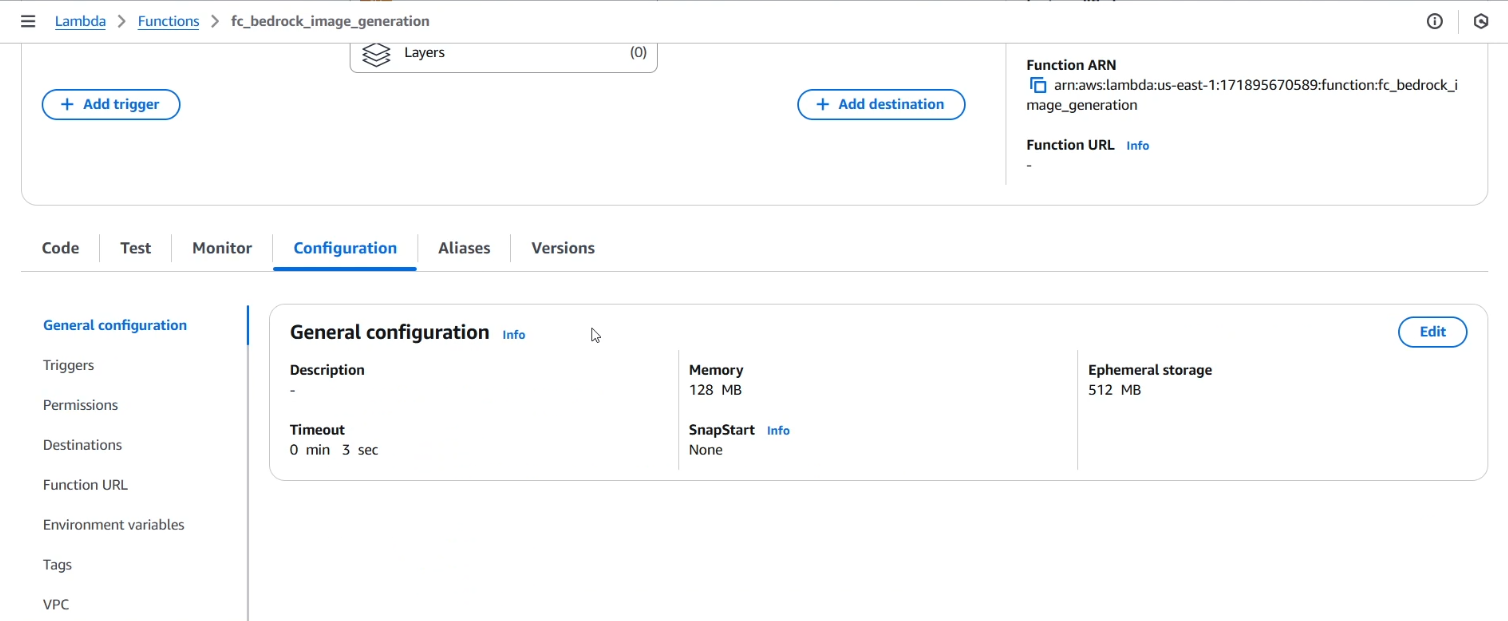 Lambda > Functions > fc_bedrock_image_generation
Layers (0)
+ Add trigger
+ Add destination
Function ARN
arn:aws:lambda:us-east-1:171895670589:function:fc_bedrock_i
mage_generation
Function URL Info
-
Code Test Monitor Configuration Aliases Versions
General configuration
Triggers
Permissions
Destinations
Function URL
Environment variables
Tags
VPC
General configuration Info
Edit
Description
-
Memory
128 MB
Ephemeral storage
512 MB
Timeout
0 min 3 sec
SnapStart Info
None